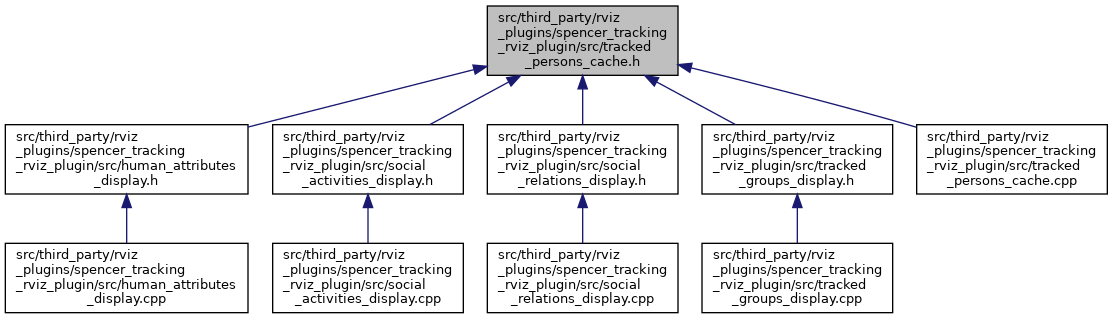 src/third_party/rviz
_plugins/spencer_tracking
_rviz_plugin/src/tracked
_persons_cache.h
src/third_party/rviz
_plugins/spencer_tracking
_rviz_plugin/src/human_attributes
_display.h
src/third_party/rviz
_plugins/spencer_tracking
_rviz_plugin/src/social
_activities_display.h
src/third_party/rviz
_plugins/spencer_tracking
_rviz_plugin/src/social
_relations_display.h
src/third_party/rviz
_plugins/spencer_tracking
_rviz_plugin/src/tracked
_groups_display.h
src/third_party/rviz
_plugins/spencer_tracking
_rviz_plugin/src/tracked
_persons_cache.cpp
src/third_party/rviz
_plugins/spencer_tracking
_rviz_plugin/src/human_attributes
_display.cpp
src/third_party/rviz
_plugins/spencer_tracking
_rviz_plugin/src/social
_activities_display.cpp
src/third_party/rviz
_plugins/spencer_tracking
_rviz_plugin/src/social
_relations_display.cpp
src/third_party/rviz
_plugins/spencer_tracking
_rviz_plugin/src/tracked
_groups_display.cpp